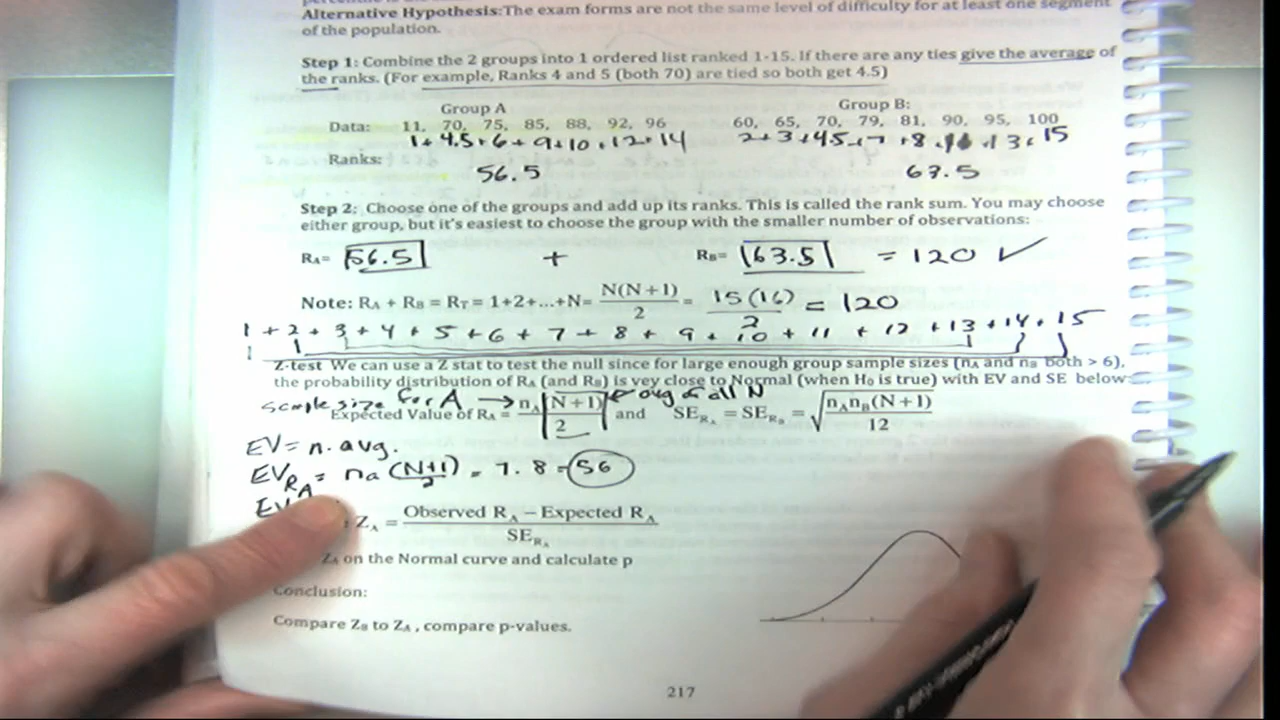 Alternative Hypothesis:The exam forms are not the same level of difficulty for at least one segment
of the population.
Step 1: Combine the 2 groups into 1 ordered list ranked 1-15. If there are any ties give the average of
the ranks. (For example, Ranks 4 and 5 (both 70) are tied so both get 4.5)
Group A Group B:
Data: 11, 70, 75, 85, 88, 92, 96 60, 65, 70, 79, 81, 90, 95, 100
1+4.5+6+9+10+12+14 2+3+4.5+7+8+11+13+15
Ranks:
56.5 63.5
Step 2: Choose one of the groups and add up its ranks. This is called the rank sum. You may choose
either group, but it's easiest to choose the group with the smaller number of observations:
RA= 56.5 + RB= 63.5 = 120 ✓
Note: RA + RB = RT = 1+2+...+N= N(N+1)/2 = 15(16)/2 = 120
1 + 2 + 3 + 4 + 5 + 6 + 7 + 8 + 9 + 10 + 11 + 12 + 13 + 14 + 15
Z-test We can use a Z stat to test the null since for large enough group sample sizes (nA and nB both > 6),
the probability distribution of RA (and RB) is vey close to Normal (when H0 is true) with EV and SE below:
sample size for A → ← avg of all N
Expected Value of RA = nA (N+1)/2 and SERA = SERB = √nAnB(N+1)/12
EV = n. avg.
EVRA = na (N+1)/2 = 7. 8 = 56
EV
ZA = Observed RA – Expected RA/SERA
ZA on the Normal curve and calculate p
Conclusion:
Compare ZB to ZA , compare p-values.
217